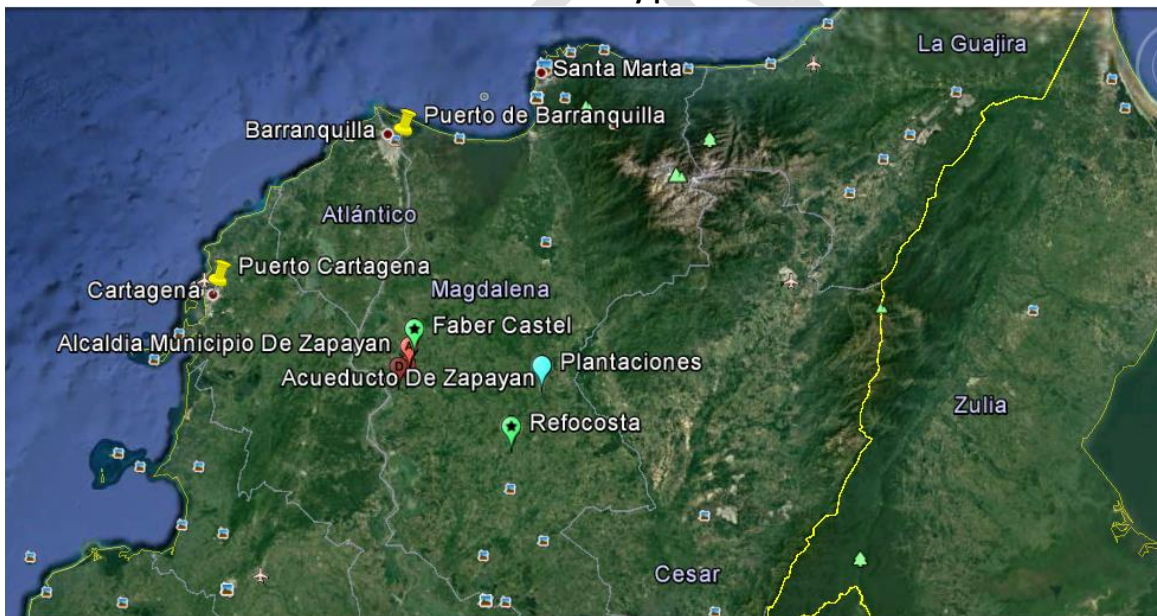 La Guajira
Santa Marta
Puerto de Barranquilla
Barranquilla
Atlántico
Puerto Cartagena
Cartagena
Magdalena
Faber Castel
Alcaldia Municipio De Zapayan
Plantaciones
Acueducto De Zapayan
Zulia
Refocosta
Cesar